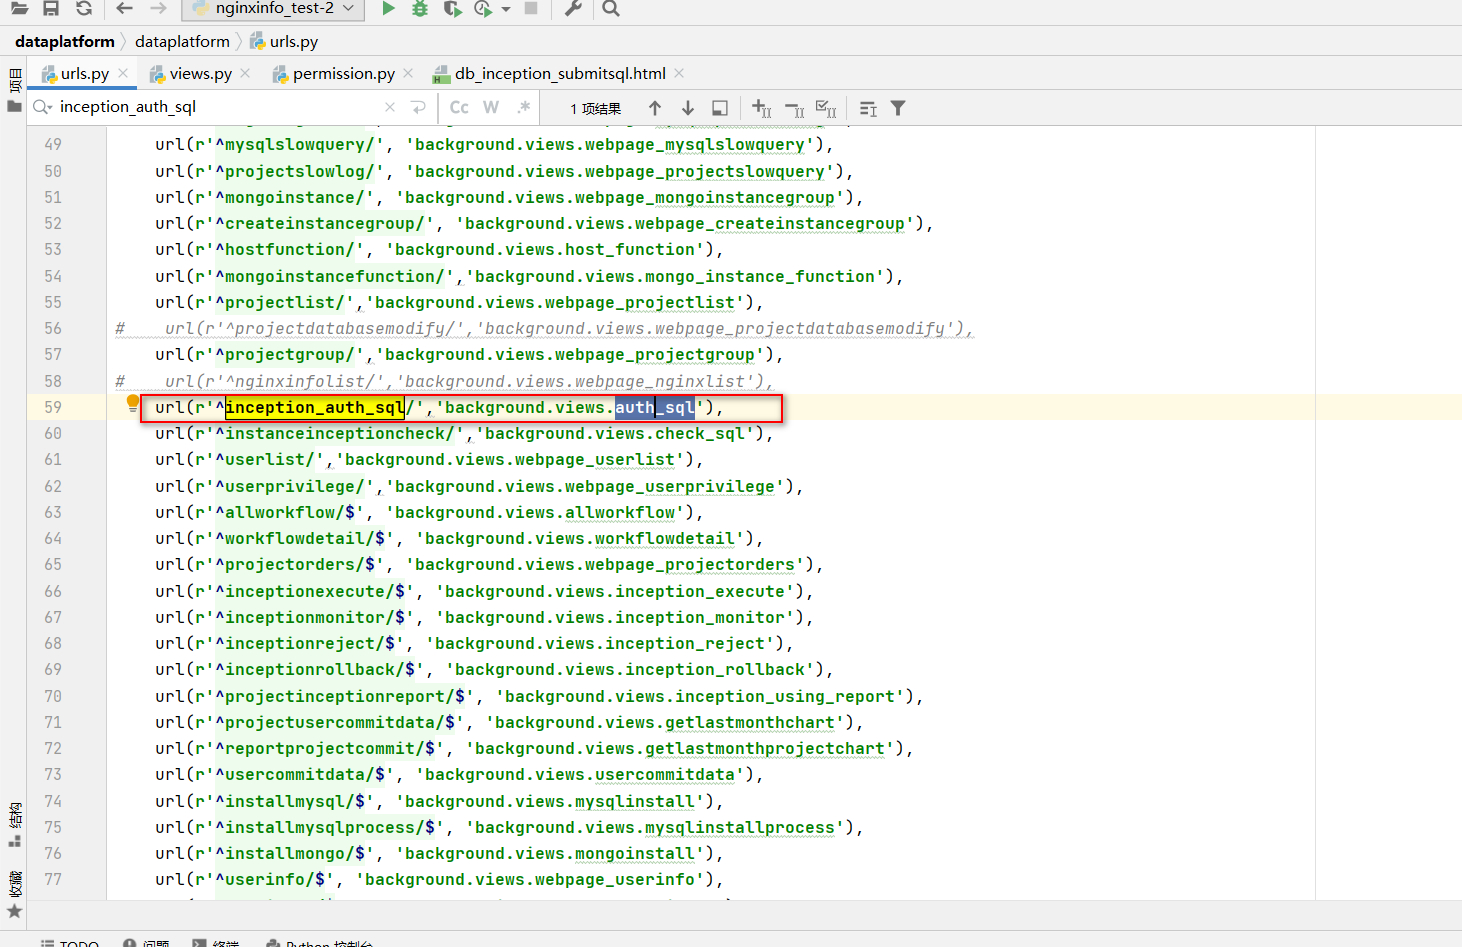 nginxinfo_test-2
dataplatform 〉 dataplatform 〉 urls.py
项目
urls.py × views.py × permission.py × db_inception_submitsql.html ×
inception_auth_sql × Cc W .* 1 项结果
49 url(r'^mysqlslowquery/', 'background.views.webpage_mysqlslowquery'),
50 url(r'^projectslowlog/', 'background.views.webpage_projectslowquery'),
51 url(r'^mongoinstance/', 'background.views.webpage_mongoinstancegroup'),
52 url(r'^createinstancegroup/', 'background.views.webpage_createinstancegroup'),
53 url(r'^hostfunction/', 'background.views.host_function'),
54 url(r'^mongoinstancefunction/','background.views.mongo_instance_function'),
55 url(r'^projectlist/','background.views.webpage_projectlist'),
56 #    url(r'^projectdatabasemodify/','background.views.webpage_projectdatabasemodify'),
57 url(r'^projectgroup/','background.views.webpage_projectgroup'),
58 #    url(r'^nginxinfolist/','background.views.webpage_nginxlist'),
59 url(r'^inception_auth_sql/','background.views.auth_sql'),
60 url(r'^instanceinceptioncheck/','background.views.check_sql'),
61 url(r'^userlist/','background.views.webpage_userlist'),
62 url(r'^userprivilege/','background.views.webpage_userprivilege'),
63 url(r'^allworkflow/$', 'background.views.allworkflow'),
64 url(r'^workflowdetail/$', 'background.views.workflowdetail'),
65 url(r'^projectorders/$', 'background.views.webpage_projectorders'),
66 url(r'^inceptionexecute/$', 'background.views.inception_execute'),
67 url(r'^inceptionmonitor/$', 'background.views.inception_monitor'),
68 url(r'^inceptionreject/$', 'background.views.inception_reject'),
69 url(r'^inceptionrollback/$', 'background.views.inception_rollback'),
70 url(r'^projectinceptionreport/$', 'background.views.inception_using_report'),
71 url(r'^projectusercommitdata/$', 'background.views.getlastmonthchart'),
72 url(r'^reportprojectcommit/$', 'background.views.getlastmonthprojectchart'),
73 url(r'^usercommitdata/$', 'background.views.usercommitdata'),
74 url(r'^installmysql/$', 'background.views.mysqlinstall'),
75 url(r'^installmysqlprocess/$', 'background.views.mysqlinstallprocess'),
76 url(r'^installmongo/$', 'background.views.mongoinstall'),
77 url(r'^userinfo/$', 'background.views.webpage_userinfo'),
结构
收藏
TODO 问题 终端 Python 控制台